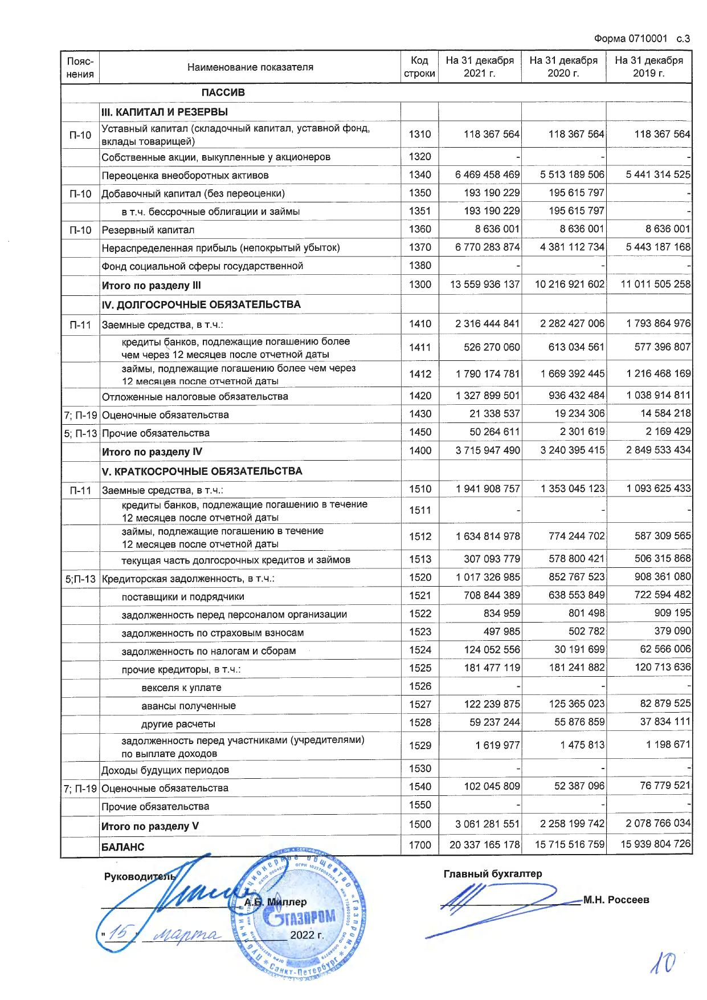 Форма 0710001 с.3
Пояс-
нения
Наименование показателя
Код
строки
На 31 декабря
2021 г.
На 31 декабря
2020 г.
На 31 декабря
2019 г.
ПАССИВ
III. КАПИТАЛ И РЕЗЕРВЫ
П-10 Уставный капитал (складочный капитал, уставной фонд,
вклады товарищей) 1310 118 367 564 118 367 564 118 367 564
Собственные акции, выкупленные у акционеров 1320 - - -
Переоценка внеоборотных активов 1340 6 469 458 469 5 513 189 506 5 441 314 525
П-10 Добавочный капитал (без переоценки) 1350 193 190 229 195 615 797 -
в т.ч. бессрочные облигации и займы 1351 193 190 229 195 615 797 -
П-10 Резервный капитал 1360 8 636 001 8 636 001 8 636 001
Нераспределенная прибыль (непокрытый убыток) 1370 6 770 283 874 4 381 112 734 5 443 187 168
Фонд социальной сферы государственной 1380 - - -
Итого по разделу III 1300 13 559 936 137 10 216 921 602 11 011 505 258
IV. ДОЛГОСРОЧНЫЕ ОБЯЗАТЕЛЬСТВА
П-11 Заемные средства, в т.ч.: 1410 2 316 444 841 2 282 427 006 1 793 864 976
кредиты банков, подлежащие погашению более
чем через 12 месяцев после отчетной даты 1411 526 270 060 613 034 561 577 396 807
займы, подлежащие погашению более чем через
12 месяцев после отчетной даты 1412 1 790 174 781 1 669 392 445 1 216 468 169
Отложенные налоговые обязательства 1420 1 327 899 501 936 432 484 1 038 914 811
7; П-19 Оценочные обязательства 1430 21 338 537 19 234 306 14 584 218
5; П-13 Прочие обязательства 1450 50 264 611 2 301 619 2 169 429
Итого по разделу IV 1400 3 715 947 490 3 240 395 415 2 849 533 434
V. КРАТКОСРОЧНЫЕ ОБЯЗАТЕЛЬСТВА
П-11 Заемные средства, в т.ч.: 1510 1 941 908 757 1 353 045 123 1 093 625 433
кредиты банков, подлежащие погашению в течение
12 месяцев после отчетной даты 1511 - - -
займы, подлежащие погашению в течение
12 месяцев после отчетной даты 1512 1 634 814 978 774 244 702 587 309 565
текущая часть долгосрочных кредитов и займов 1513 307 093 779 578 800 421 506 315 868
5;П-13 Кредиторская задолженность, в т.ч.: 1520 1 017 326 985 852 767 523 908 361 080
поставщики и подрядчики 1521 708 844 389 638 553 849 722 594 482
задолженность перед персоналом организации 1522 834 959 801 498 909 195
задолженность по страховым взносам 1523 497 985 502 782 379 090
задолженность по налогам и сборам 1524 124 052 556 30 191 699 62 566 006
прочие кредиторы, в т.ч.: 1525 181 477 119 181 241 882 120 713 636
векселя к уплате 1526 - - -
авансы полученные 1527 122 239 875 125 365 023 82 879 525
другие расчеты 1528 59 237 244 55 876 859 37 834 111
задолженность перед участниками (учредителями)
по выплате доходов 1529 1 619 977 1 475 813 1 198 671
Доходы будущих периодов 1530 - - -
7; П-19 Оценочные обязательства 1540 102 045 809 52 387 096 76 779 521
Прочие обязательства 1550 - - -
Итого по разделу V 1500 3 061 281 551 2 258 199 742 2 078 766 034
БАЛАНС 1700 20 337 165 178 15 715 516 759 15 939 804 726
Руководитель
А.Б. Миллер
"15" марта 2022 г.
Главный бухгалтер
М.Н. Россеев
Публичное акционерное общество «Газпром»
* Санкт-Петербург *
ГАЗПРОМ
10